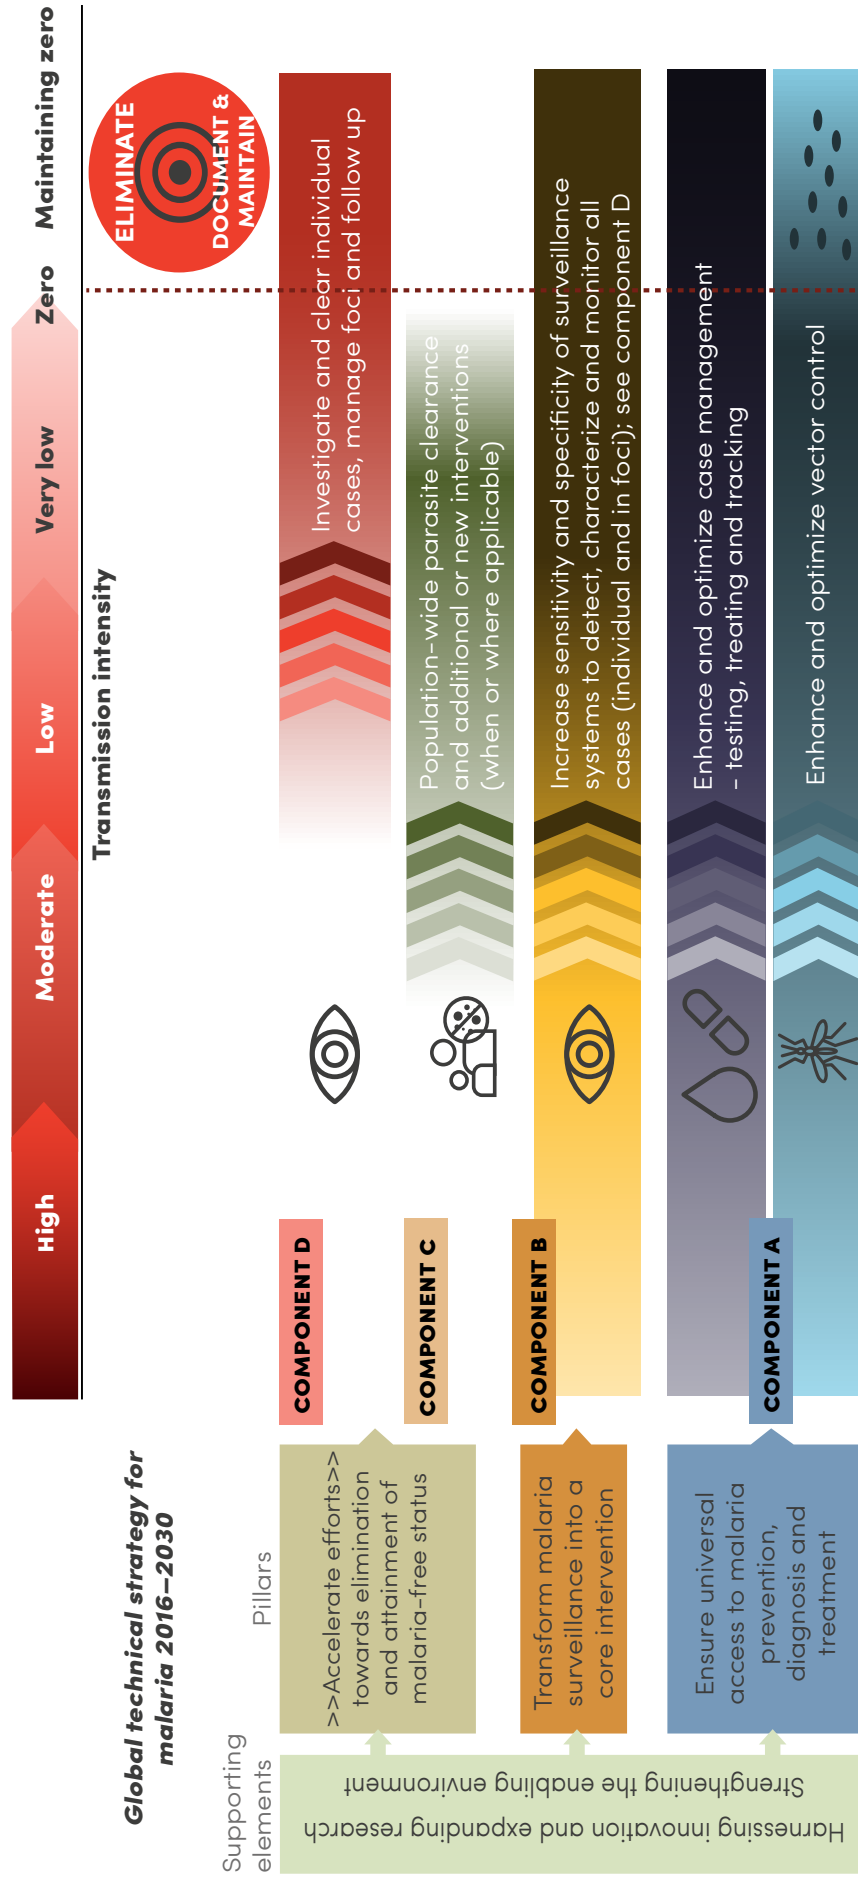 Global technical strategy for
malaria 2016–2030
High
Moderate
Low
Very low
Zero
Maintaining zero
Transmission intensity
ELIMINATE
DOCUMENT &
MAINTAIN
Supporting
elements
Pillars
Harnessing innovation and expanding research
Strengthening the enabling environment
>>Accelerate efforts>>
towards elimination
and attainment of
malaria-free status
COMPONENT D
Investigate and clear individual
cases, manage foci and follow up
COMPONENT C
Population-wide parasite clearance
and additional or new interventions
(when or where applicable)
Transform malaria
surveillance into a
core intervention
COMPONENT B
Increase sensitivity and specificity of surveillance
systems to detect, characterize and monitor all
cases (individual and in foci); see component D
Ensure universal
access to malaria
prevention,
diagnosis and
treatment
COMPONENT A
Enhance and optimize case management
– testing, treating and tracking
Enhance and optimize vector control